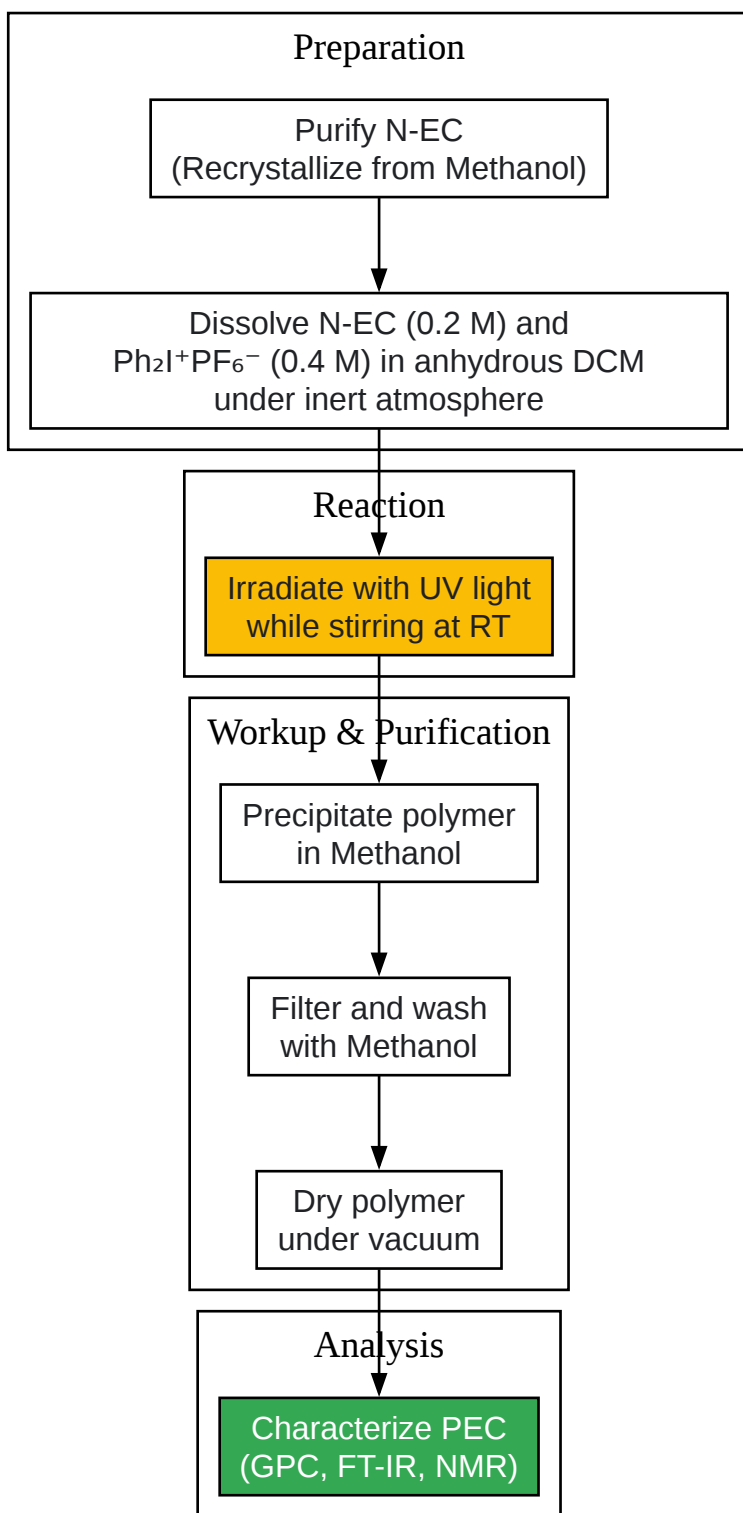 Preparation
Purify N-EC
(Recrystallize from Methanol)
Dissolve N-EC (0.2 M) and
Ph₂I⁺PF₆⁻ (0.4 M) in anhydrous DCM
under inert atmosphere
Reaction
Irradiate with UV light
while stirring at RT
Workup & Purification
Precipitate polymer
in Methanol
Filter and wash
with Methanol
Dry polymer
under vacuum
Analysis
Characterize PEC
(GPC, FT-IR, NMR)